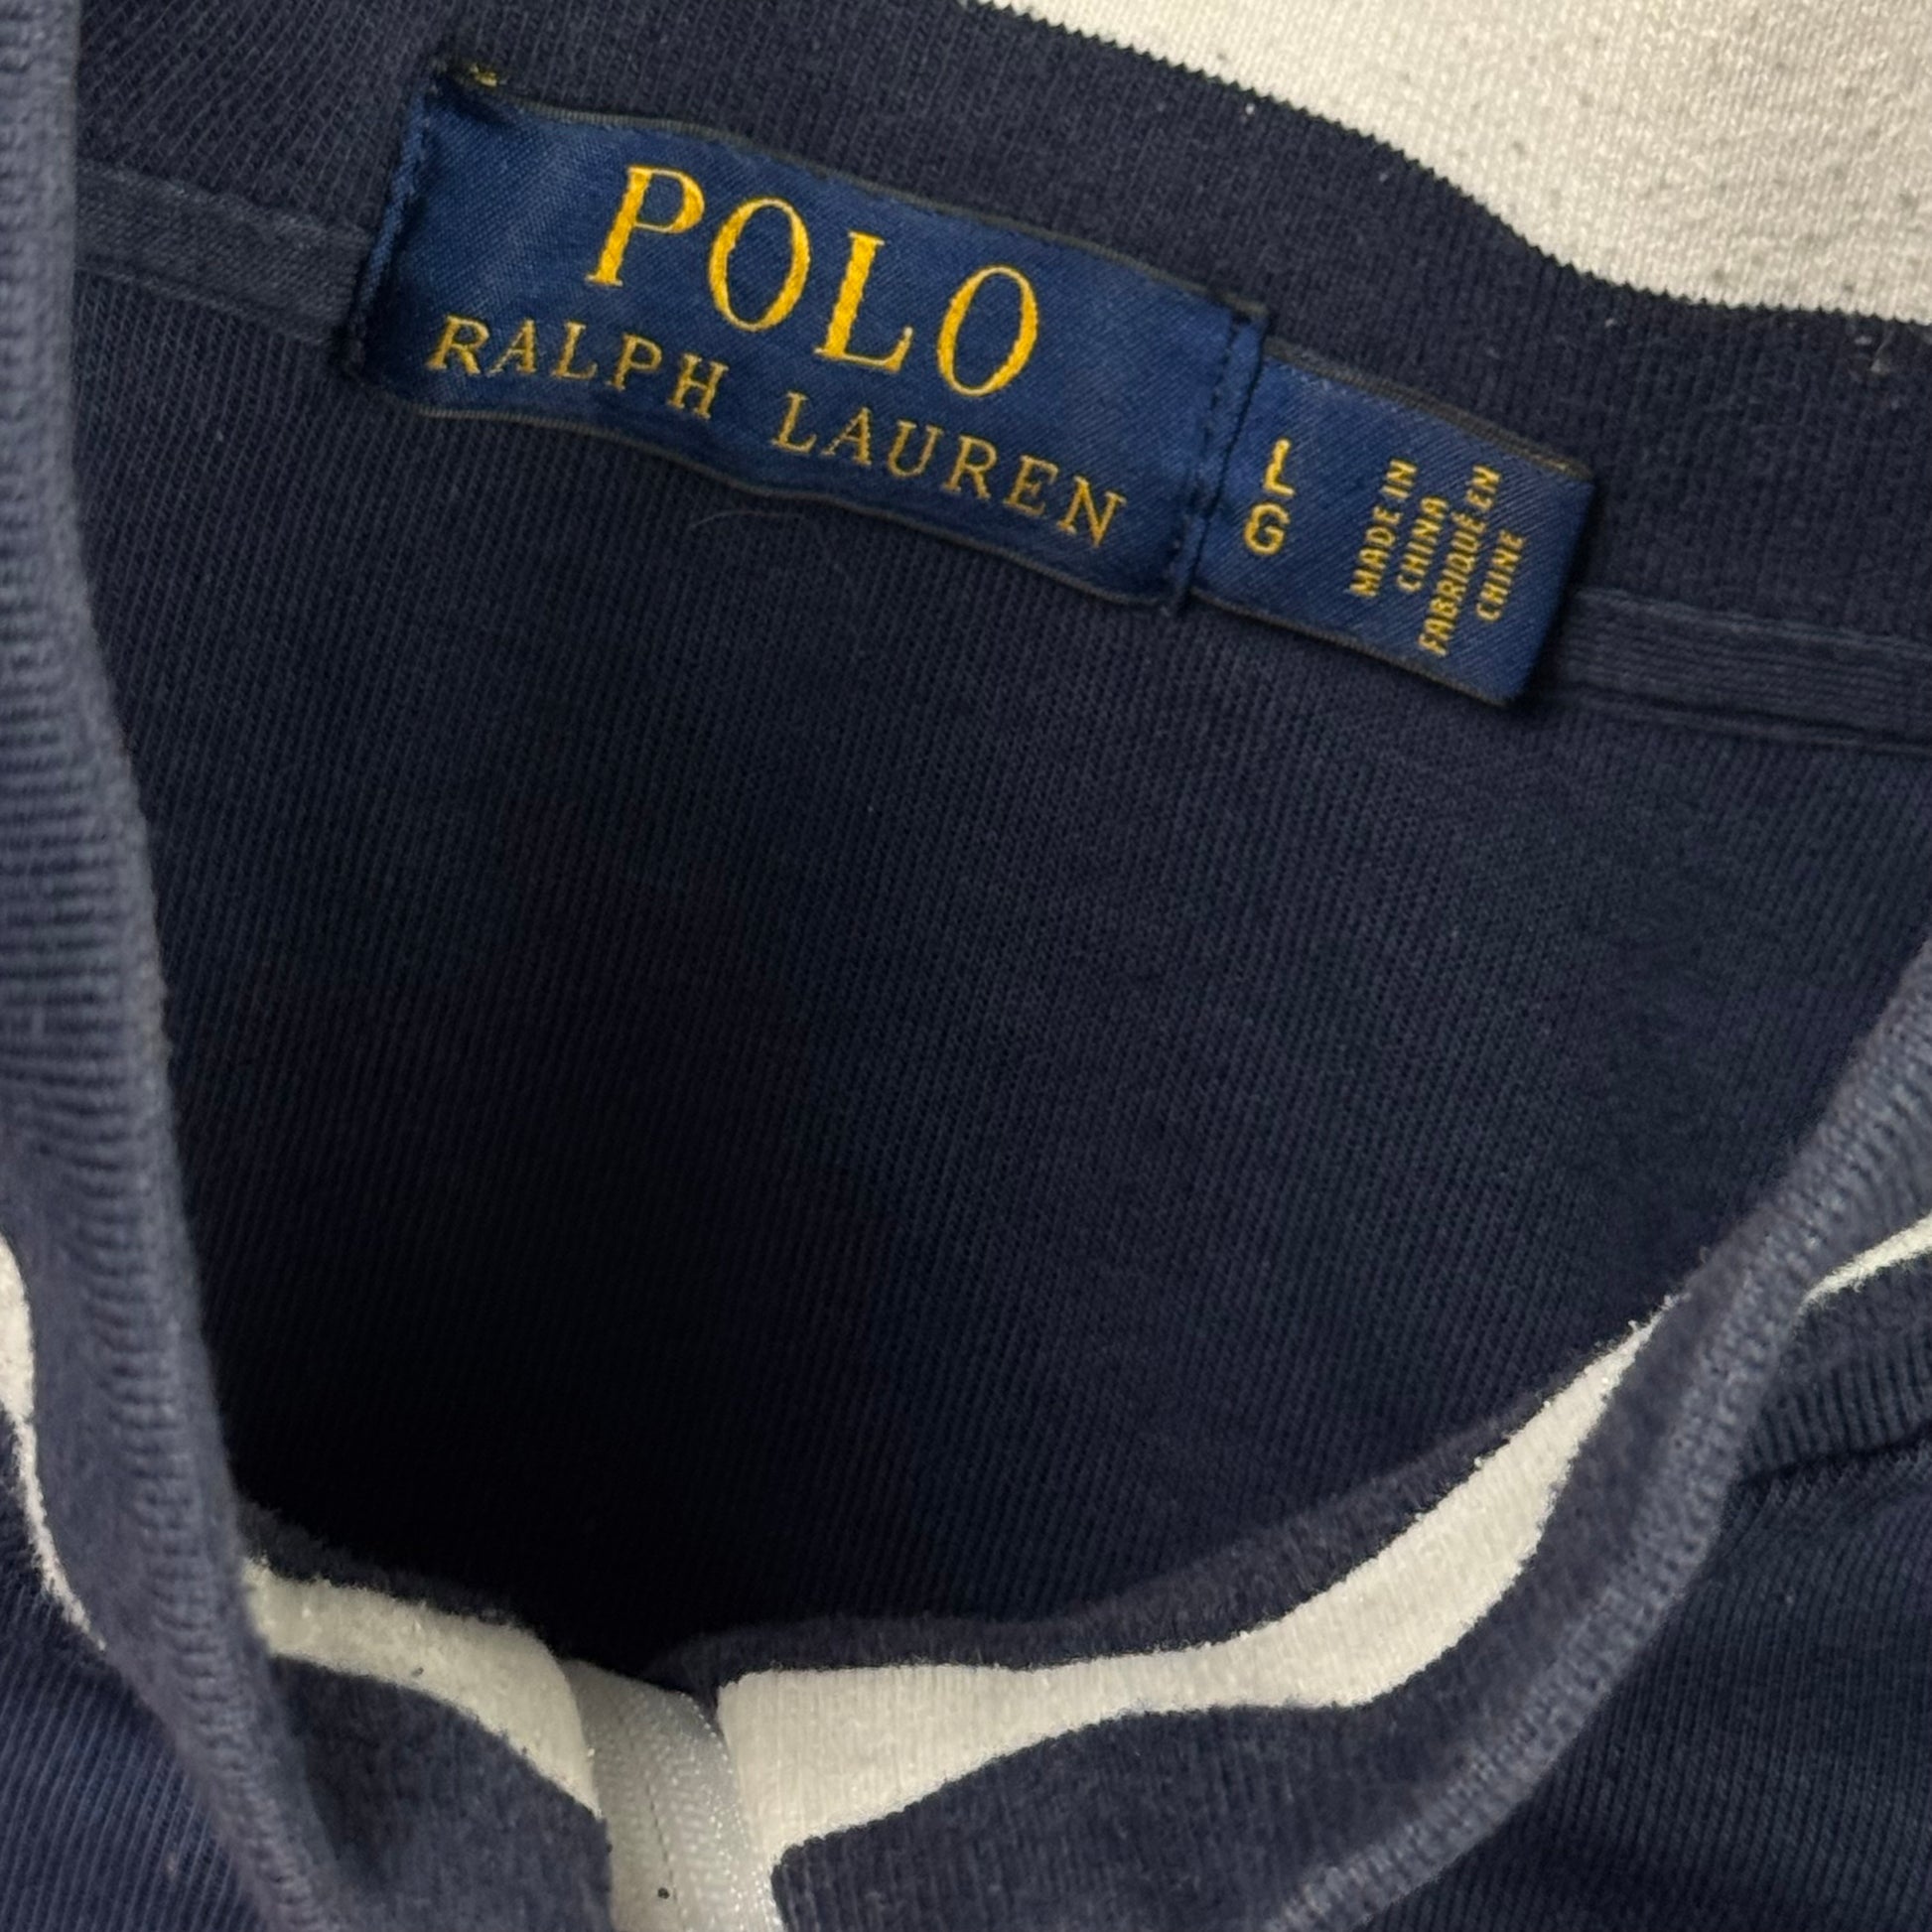 POLO
RALPH LAUREN
L
G
MADE IN
CHINA
FABRIQUÉ EN
CHINE